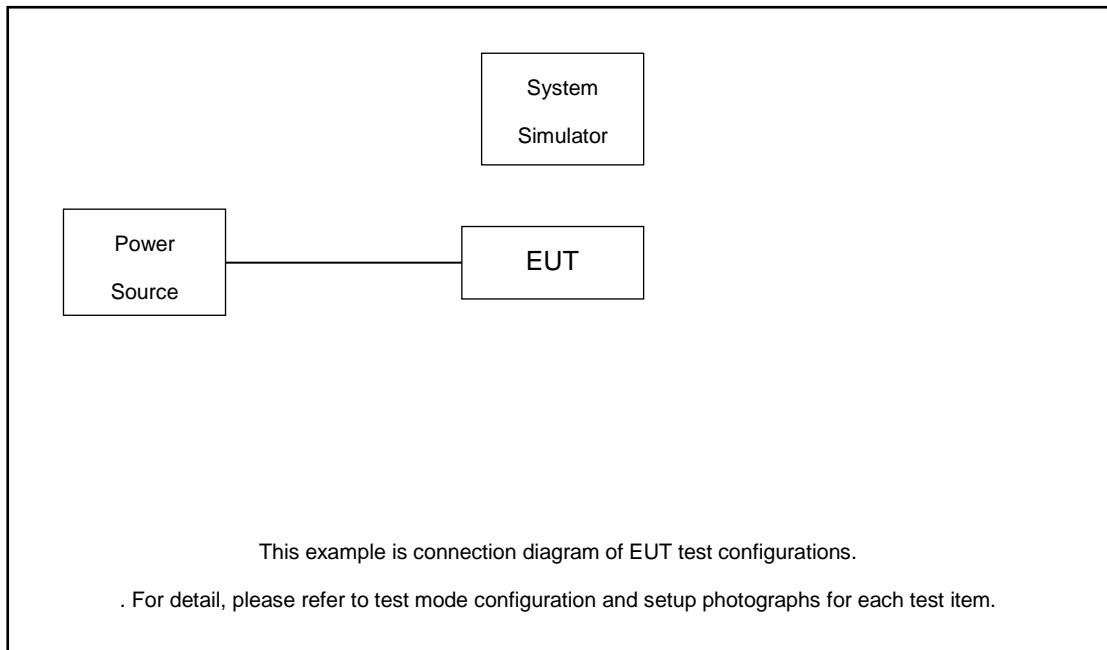 System
Simulator
Power
Source
EUT
This example is connection diagram of EUT test configurations.
. For detail, please refer to test mode configuration and setup photographs for each test item.